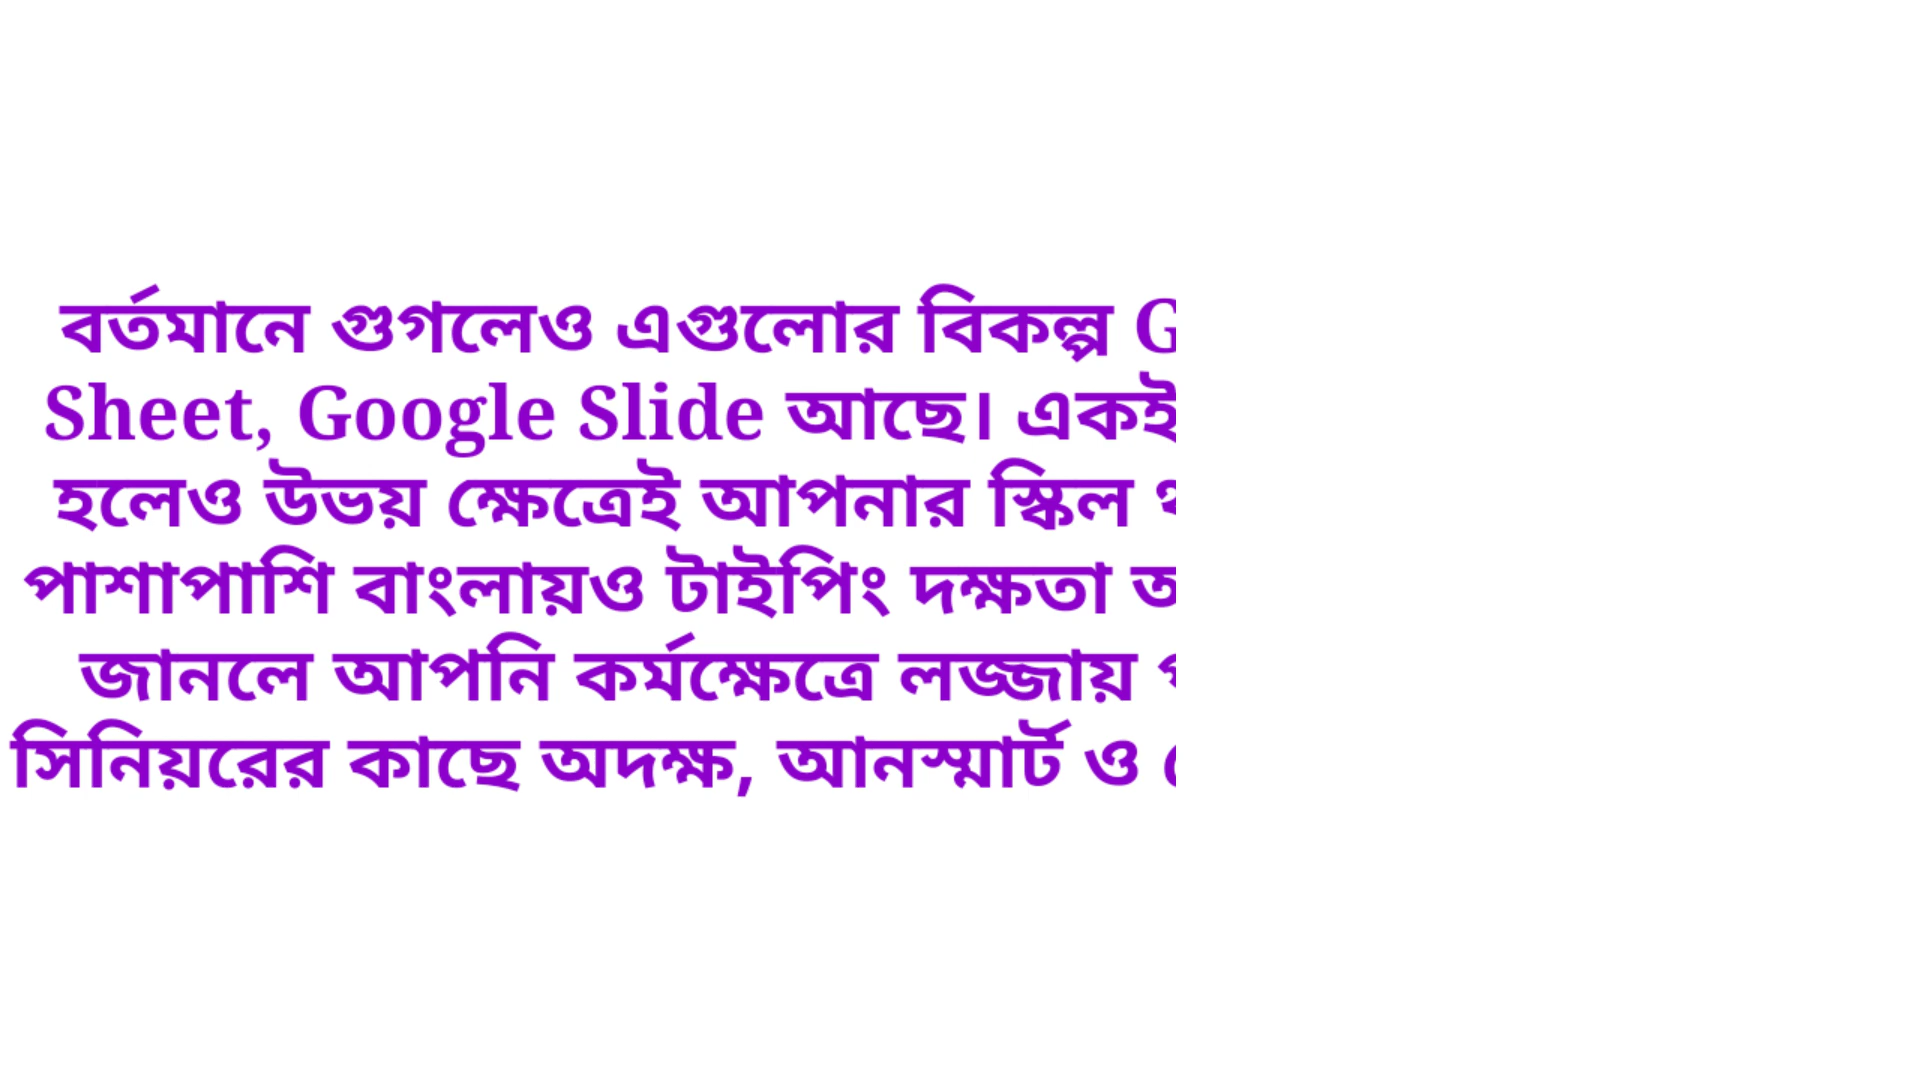 বর্তমানে গুগলেও এগুলোর বিকল্প
Sheet, Google Slide আছে। একই
হলেও উভয় ক্ষেত্রেই আপনার স্কিল
পাশাপাশি বাংলায়ও টাইপিং দক্ষতা
জানলে আপনি কর্মক্ষেত্রে লজ্জায়
সিনিয়রের কাছে অদক্ষ, আনস্মার্ট ও